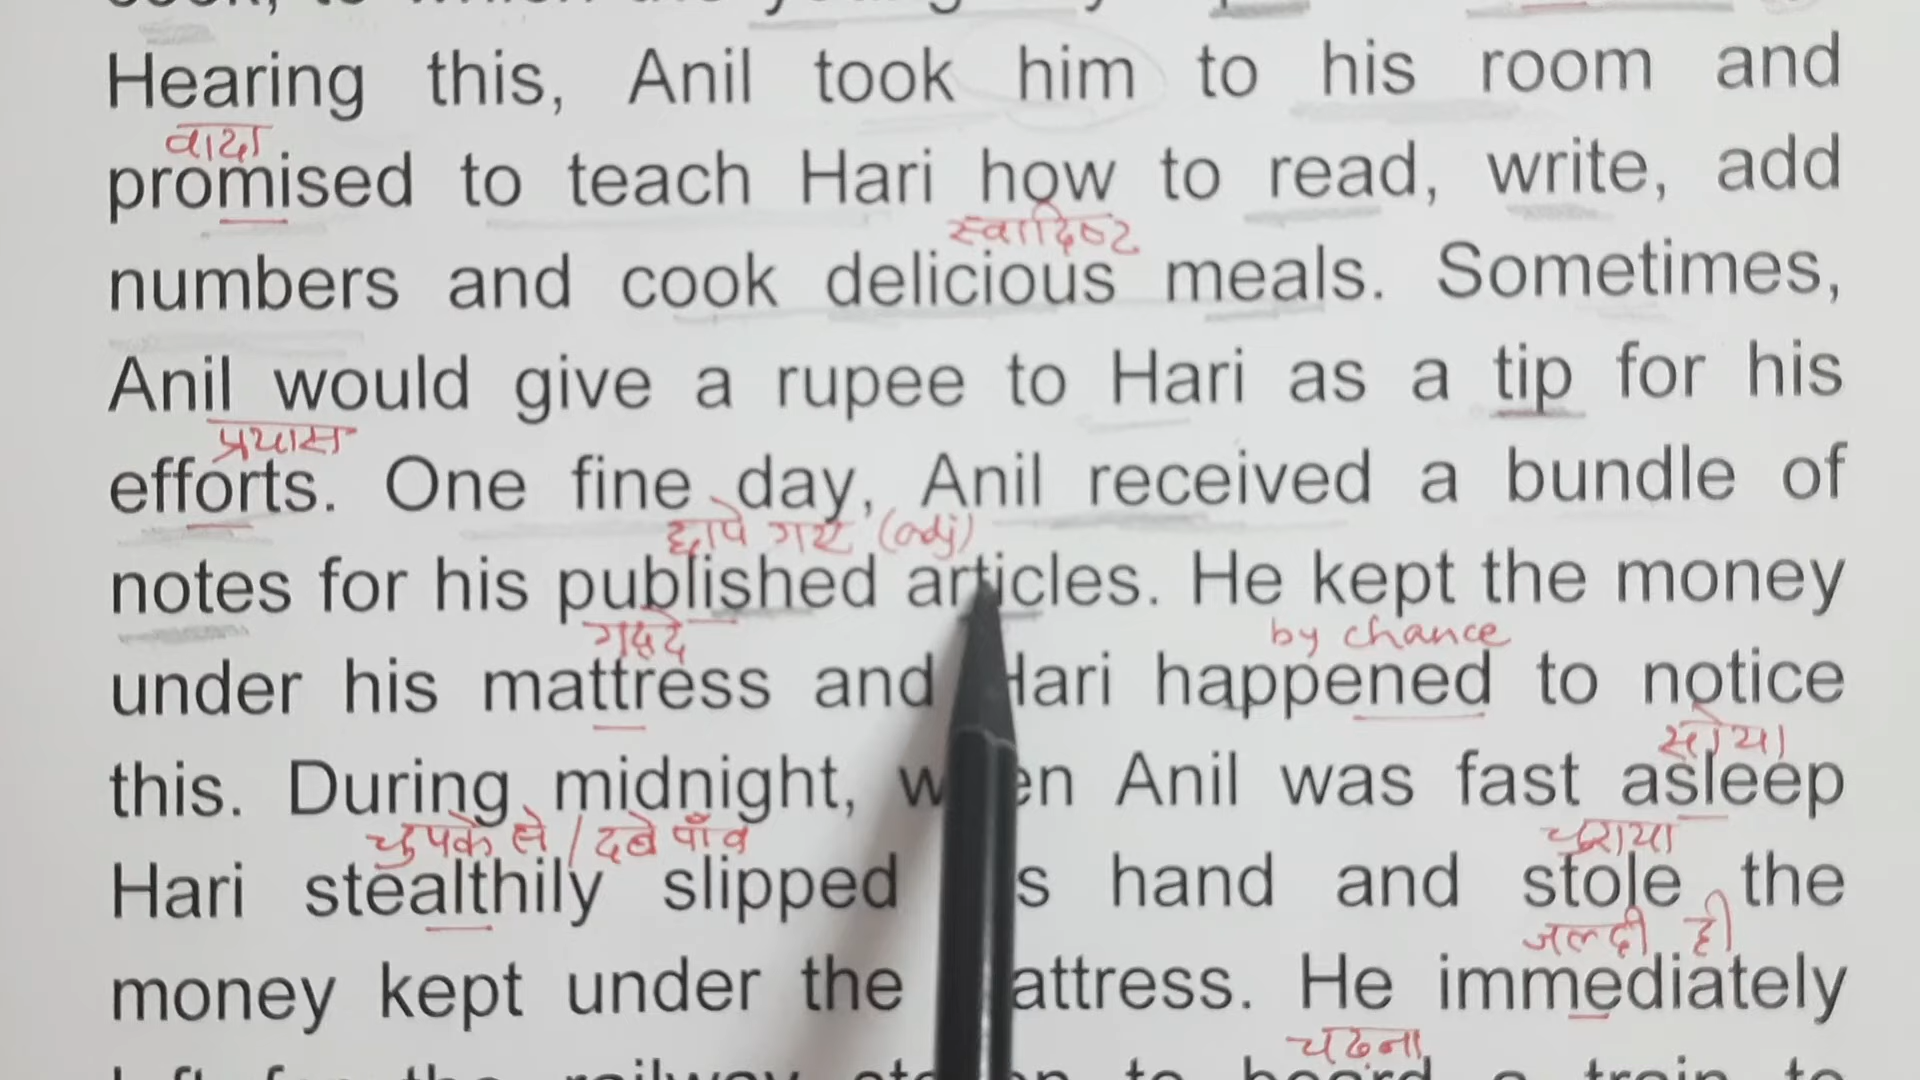 Hearing this, Anil took him to his room and
वादा
promised to teach Hari how to read, write, add
स्वादिष्ट
numbers and cook delicious meals. Sometimes,
Anil would give a rupee to Hari as a tip for his
प्रयास
efforts. One fine day, Anil received a bundle of
छापे गए (adj)
notes for his published articles. He kept the money
गद्दे by chance
under his mattress and Hari happened to notice
सोया
this. During midnight, Anil was fast asleep
चुपके से / दबे पाँव चुराया
Hari stealthily slipped hand and stole the
जल्दी ही
money kept under the He immediately
चढना